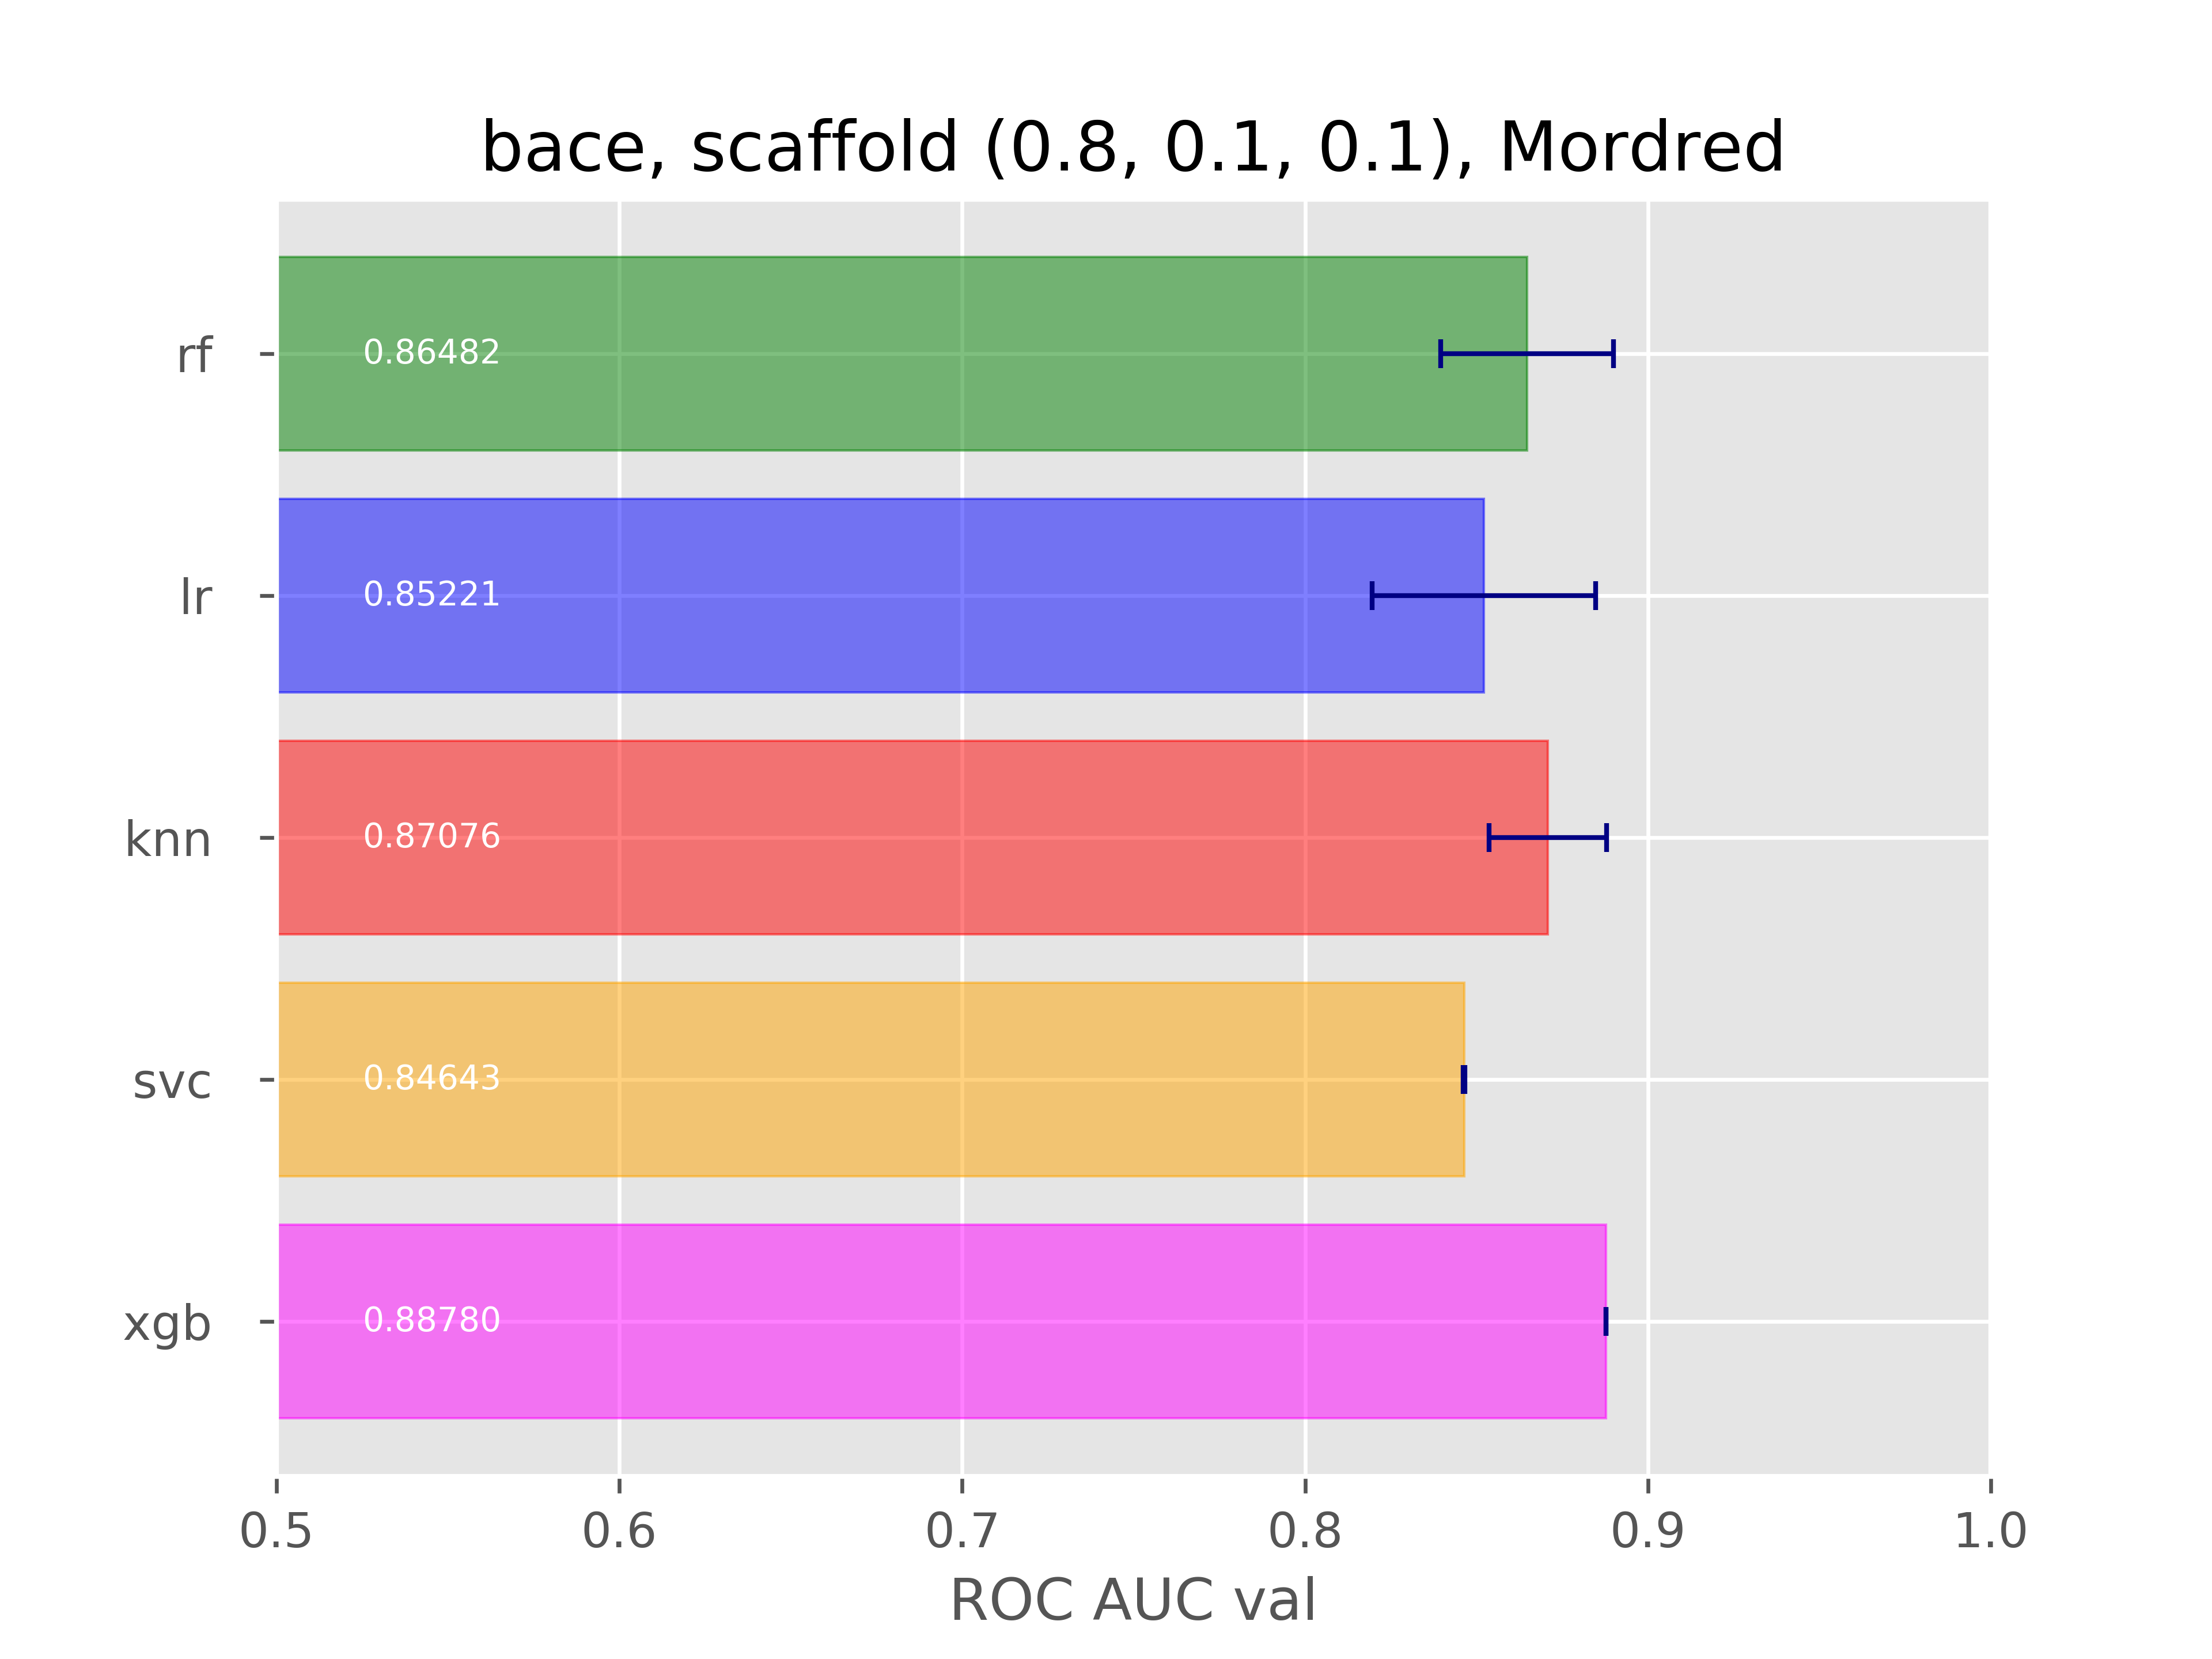 bace, scaffold (0.8, 0.1, 0.1), Mordred
rf
0.86482
lr
0.85221
knn
0.87076
svc
0.84643
xgb
0.88780
0.5 0.6 0.7 0.8 0.9 1.0
ROC AUC val